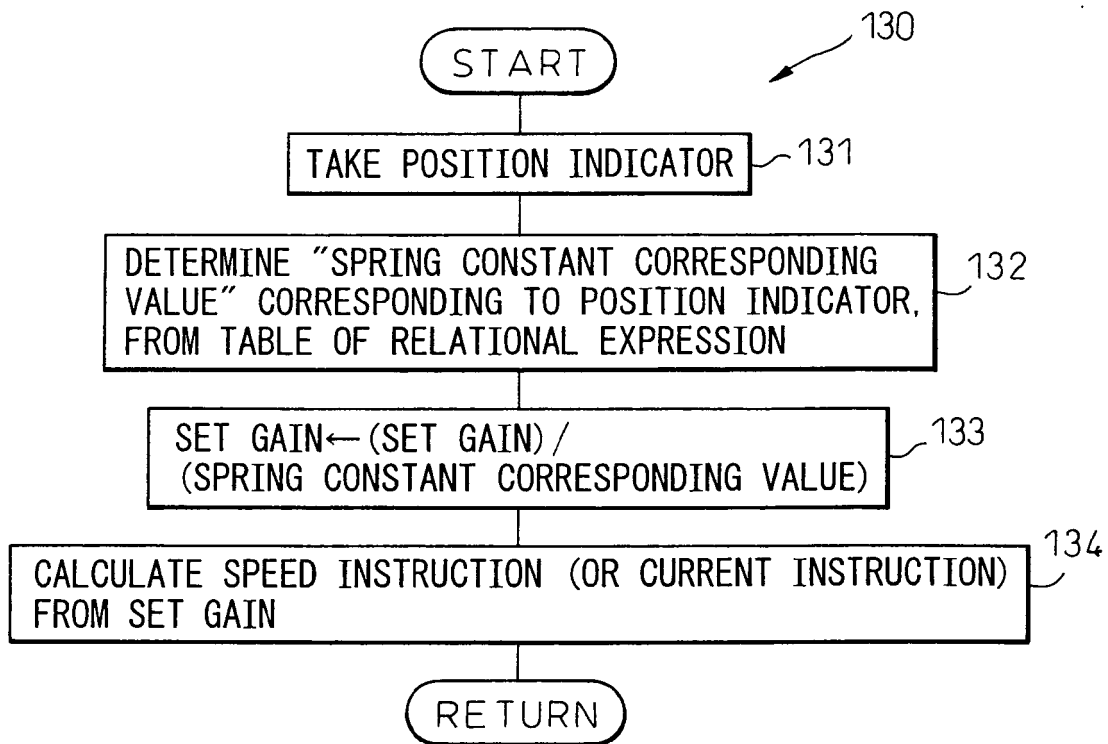 130
START
TAKE POSITION INDICATOR
131
DETERMINE "SPRING CONSTANT CORRESPONDING
VALUE" CORRESPONDING TO POSITION INDICATOR,
FROM TABLE OF RELATIONAL EXPRESSION
132
SET GAIN←(SET GAIN)/
(SPRING CONSTANT CORRESPONDING VALUE)
133
CALCULATE SPEED INSTRUCTION (OR CURRENT INSTRUCTION)
FROM SET GAIN
134
RETURN